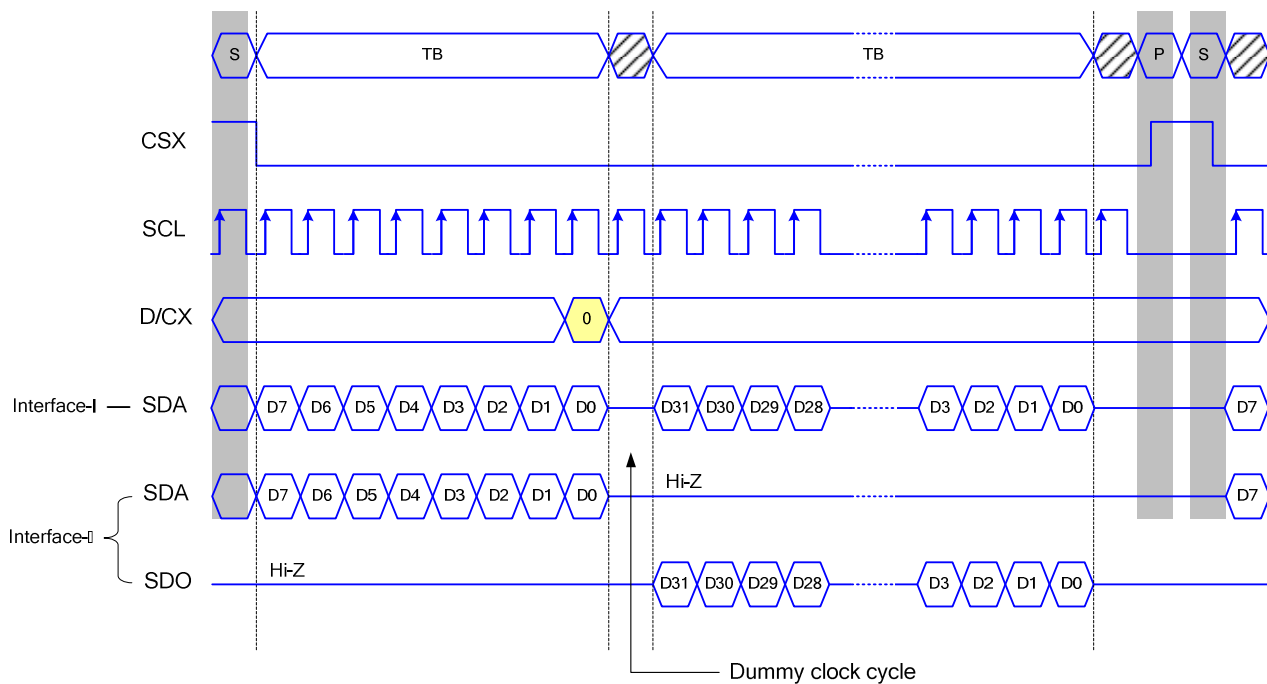 S TB TB P S
CSX
SCL
D/CX 0
Interface-I SDA D7 D6 D5 D4 D3 D2 D1 D0 D31 D30 D29 D28 D3 D2 D1 D0 D7
SDA D7 D6 D5 D4 D3 D2 D1 D0 Hi-Z D7
Interface-
SDO Hi-Z D31 D30 D29 D28 D3 D2 D1 D0
Dummy clock cycle